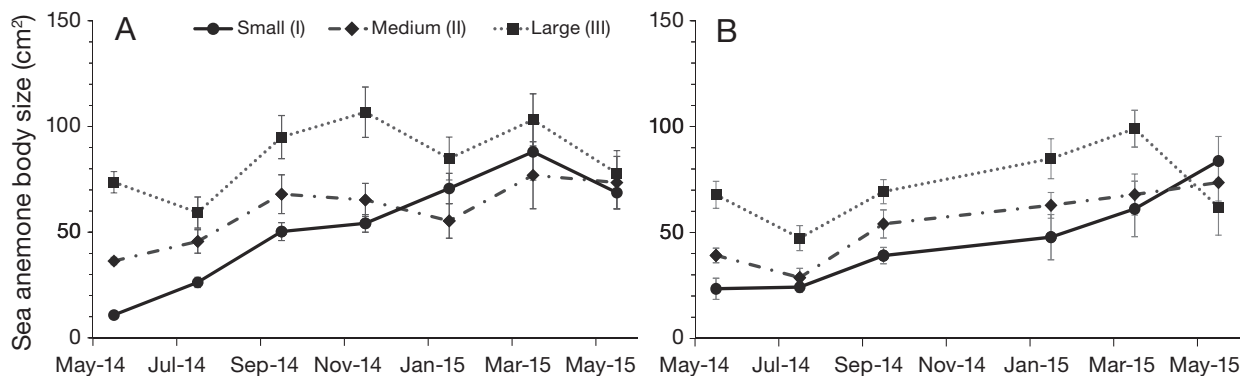 Sea anemone body size (cm²)
A
Small (I) Medium (II) Large (III)
150
100
50
0
May-14 Jul-14 Sep-14 Nov-14 Jan-15 Mar-15 May-15
B
150
100
50
0
May-14 Jul-14 Sep-14 Nov-14 Jan-15 Mar-15 May-15